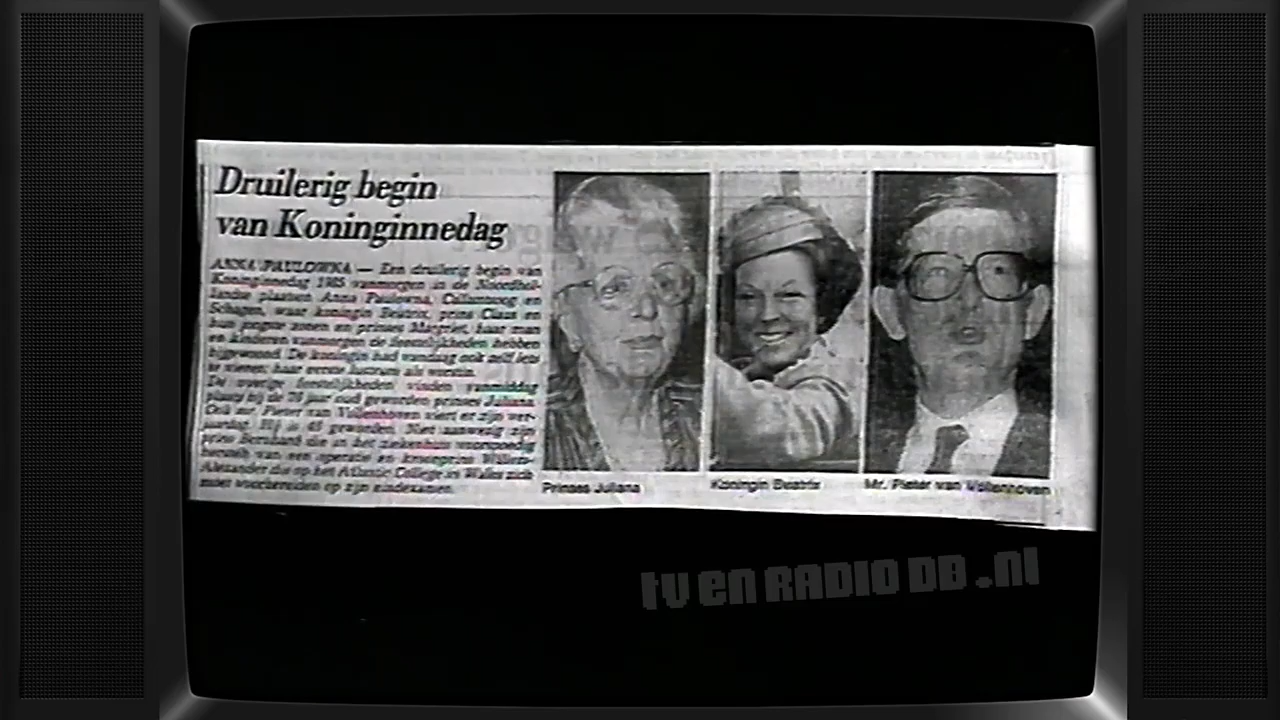 Druilerig begin
van Koninginnedag
ANNA PAULOWNA — Een druilerig begin van
Koninginnedag 1985 vanmorgen in de Noordhol-
landse plaatsen Anna Paulowna, Callantsoog en
Schagen, waar koningin Beatrix, prins Claus
hun jongste zonen en prinses Margriet, haar man
en kinderen vanmorgen de feestelijkheden hebben
bijgewoond. De koningin had vandaag ook zelf iets
te vieren: haar eerste lustrum als vorstin.
De overige feestelijkheden vinden vanmiddag
plaats bij de 76 jaar oud geworden prinses Juliana.
Ook mr. Pieter van Vollenhoven viert er zijn ver-
jaardag. Hij is 46 geworden. Niet aanwezig zijn
prins Bernhard die in het ziekenhuis voorspoedig
herstelt van een operatie en kroonprins Willem-
Alexander die op het Atlantic College in Wales zich
moet voorbereiden op zijn eindexamen.
Prinses Juliana
Koningin Beatrix
Mr. Pieter van Vollenhoven
tv en RADIO DB .nl